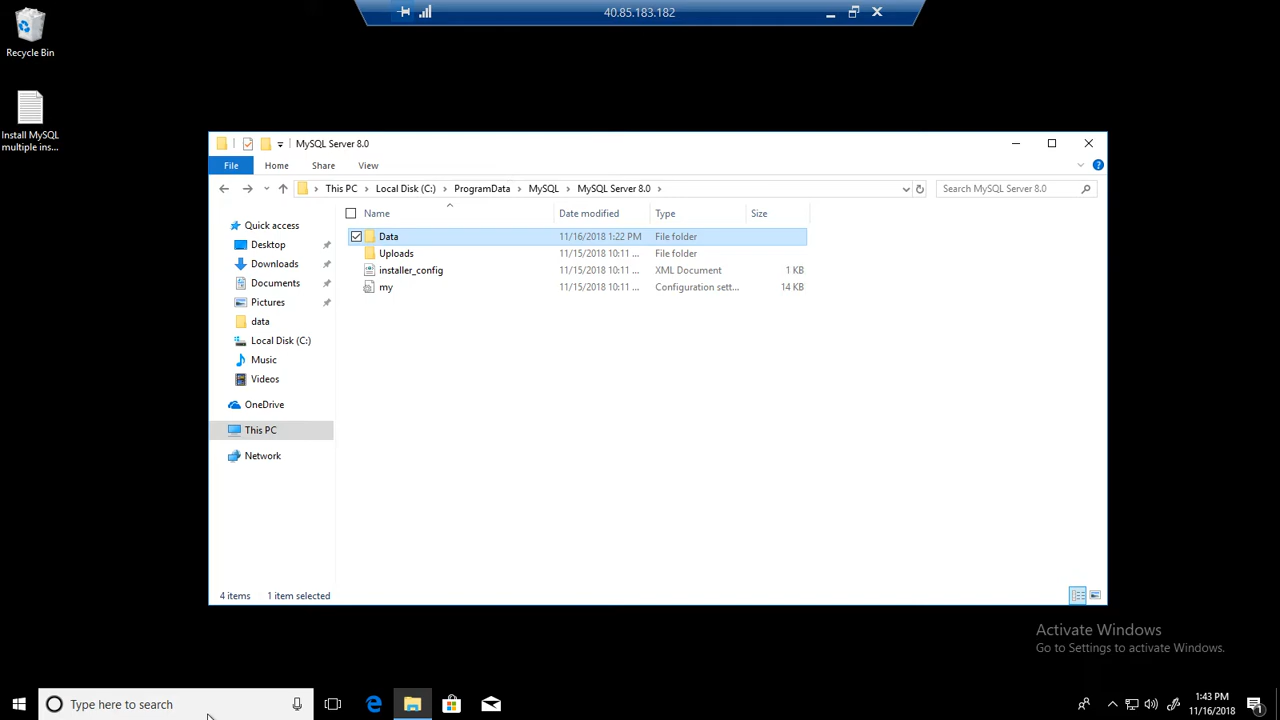 40.85.183.182
Recycle Bin
Install MySQL
multiple ins...
MySQL Server 8.0
File Home Share View
This PC > Local Disk (C:) > ProgramData > MySQL > MySQL Server 8.0 >
Search MySQL Server 8.0
Name Date modified Type Size
Data 11/16/2018 1:22 PM File folder
Uploads 11/15/2018 10:11 ... File folder
installer_config 11/15/2018 10:11 ... XML Document 1 KB
my 11/15/2018 10:11 ... Configuration sett... 14 KB
Quick access
Desktop
Downloads
Documents
Pictures
data
Local Disk (C:)
Music
Videos
OneDrive
This PC
Network
4 items 1 item selected
Activate Windows
Go to Settings to activate Windows.
Type here to search
1:43 PM
11/16/2018
1